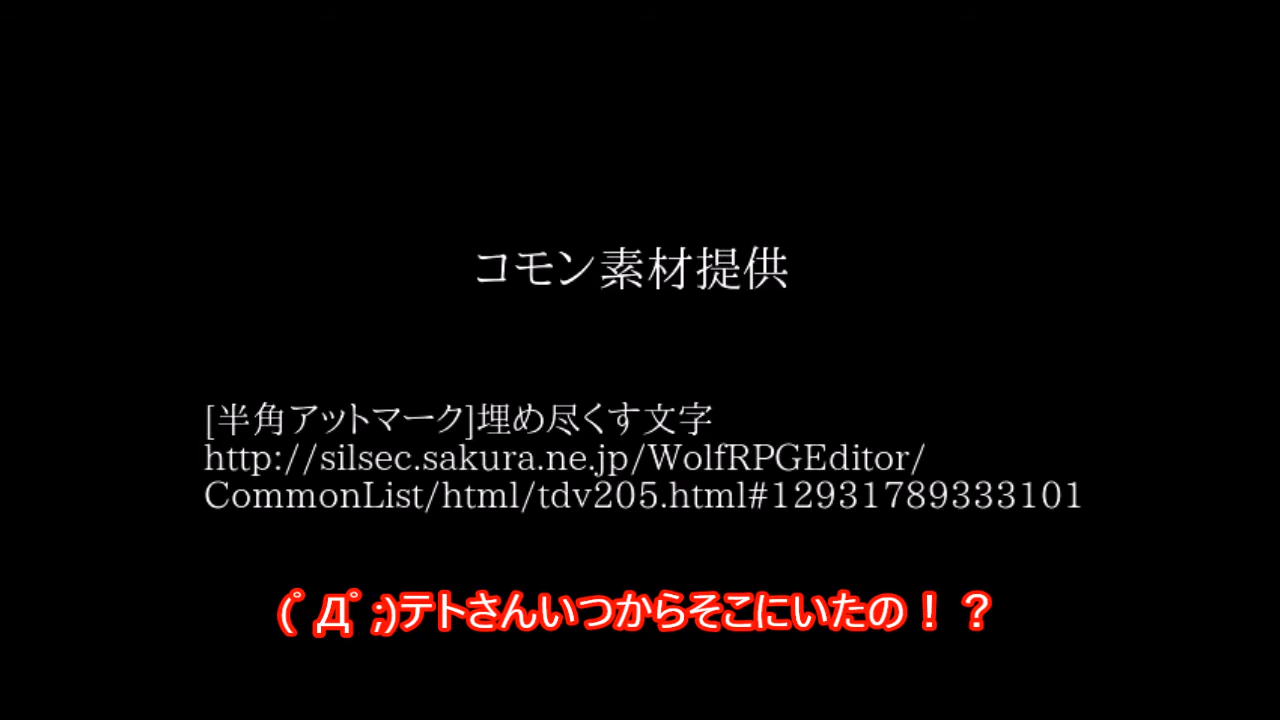 コモン素材提供
[半角アットマーク]埋め尽くす文字
http://silsec.sakura.ne.jp/WolfRPGEditor/
CommonList/html/tdv205.html#12931789333101
(ﾟДﾟ;)テトさんいつからそこにいたの！？